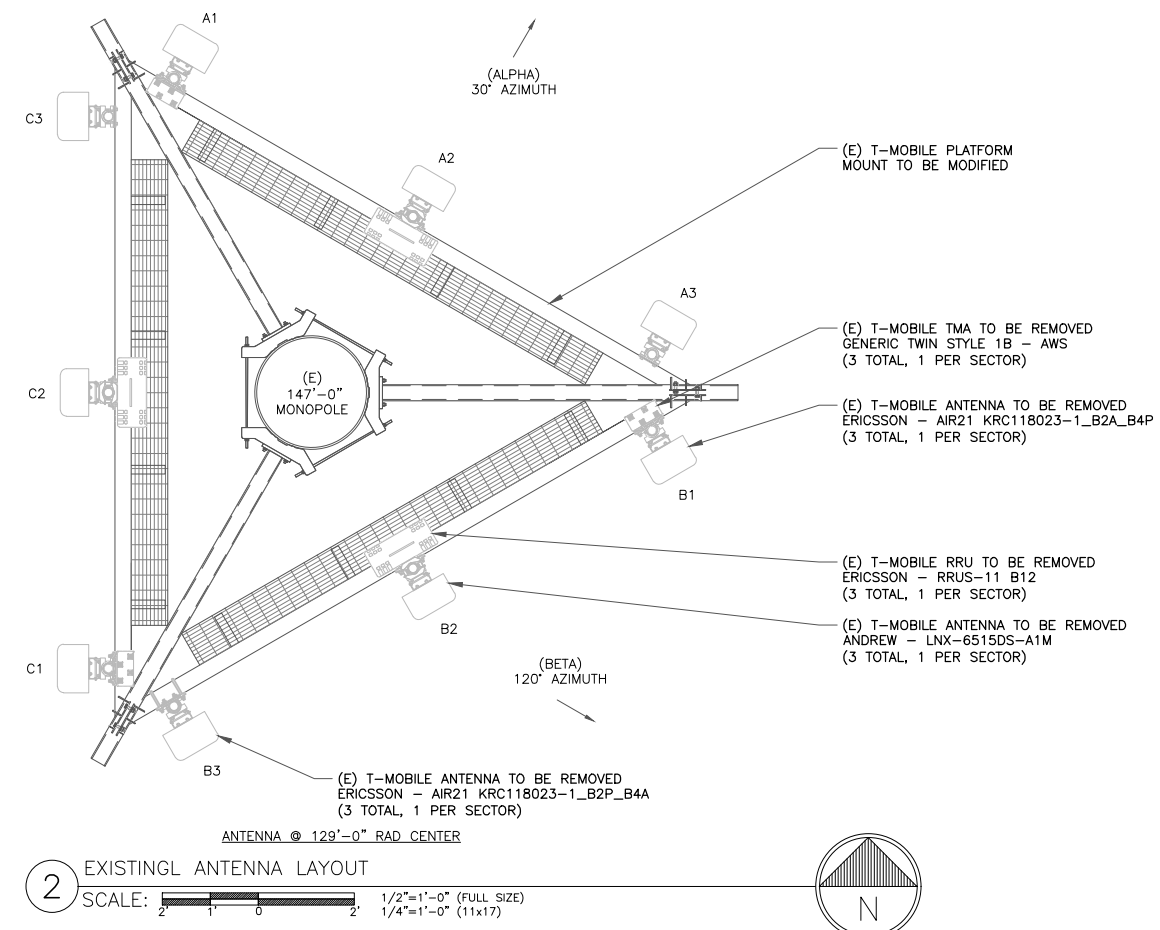 A1
(ALPHA)
30° AZIMUTH
C3
A2
(E) T-MOBILE PLATFORM
MOUNT TO BE MODIFIED
A3
(E) T-MOBILE TMA TO BE REMOVED
GENERIC TWIN STYLE 1B - AWS
(3 TOTAL, 1 PER SECTOR)
(E)
147'-0"
MONOPOLE
C2
(E) T-MOBILE ANTENNA TO BE REMOVED
ERICSSON - AIR21 KRC118023-1_B2A_B4P
(3 TOTAL, 1 PER SECTOR)
B1
(E) T-MOBILE RRU TO BE REMOVED
ERICSSON - RRUS-11 B12
(3 TOTAL, 1 PER SECTOR)
B2
(E) T-MOBILE ANTENNA TO BE REMOVED
ANDREW - LNX-6515DS-A1M
(3 TOTAL, 1 PER SECTOR)
C1
(BETA)
120° AZIMUTH
B3
(E) T-MOBILE ANTENNA TO BE REMOVED
ERICSSON - AIR21 KRC118023-1_B2P_B4A
(3 TOTAL, 1 PER SECTOR)
ANTENNA @ 129'-0" RAD CENTER
2
EXISTINGL ANTENNA LAYOUT
SCALE:
2' 1' 0 2'
1/2"=1'-0" (FULL SIZE)
1/4"=1'-0" (11x17)
N